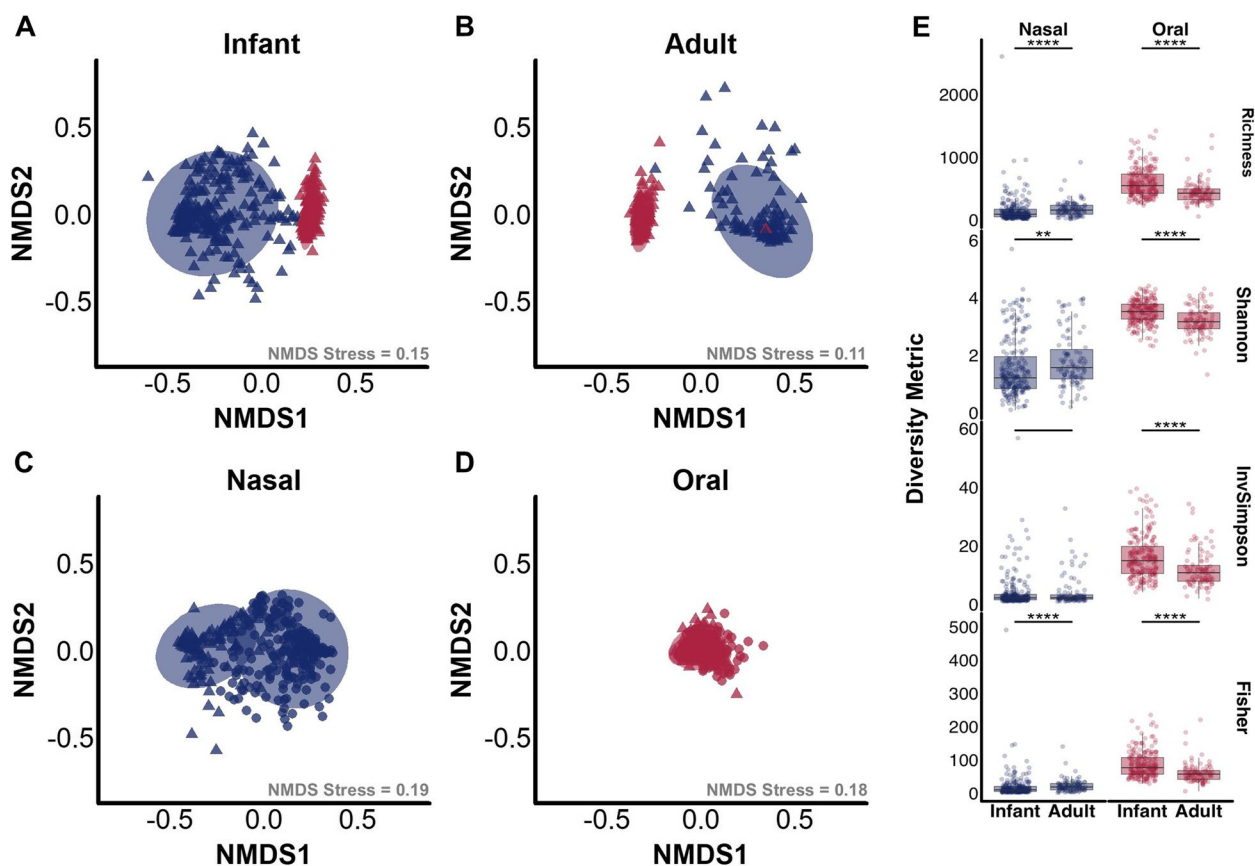 A
Infant
0.5
0.0
-0.5
NMDS2
NMDS Stress = 0.15
-0.5 0.0 0.5
NMDS1
B
Adult
0.5
0.0
-0.5
NMDS2
NMDS Stress = 0.11
-0.5 0.0 0.5
NMDS1
C
Nasal
0.5
0.0
-0.5
NMDS2
NMDS Stress = 0.19
-0.5 0.0 0.5
NMDS1
D
Oral
0.5
0.0
-0.5
NMDS2
NMDS Stress = 0.18
-0.5 0.0 0.5
NMDS1
E
Nasal Oral
**** ****
2000
1000
0
Richness
** ****
6
4
2
0
Shannon
Diversity Metric
****
60
40
20
0
InvSimpson
**** ****
500
400
300
200
100
0
Fisher
Infant Adult Infant Adult